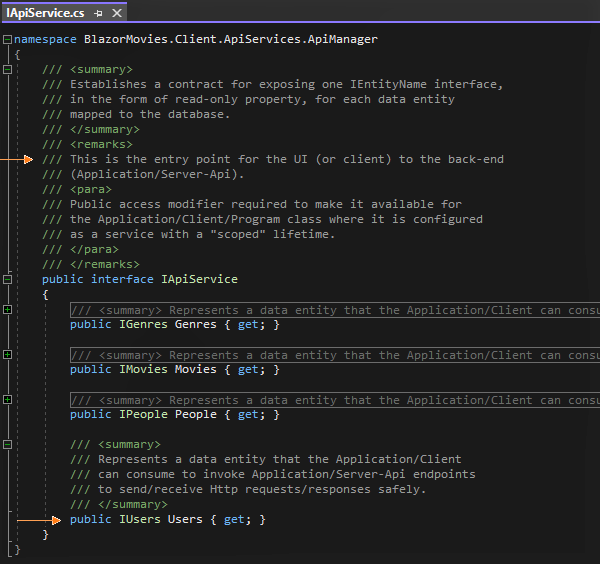 IApiService.cs
namespace BlazorMovies.Client.ApiServices.ApiManager
{
/// <summary>
/// Establishes a contract for exposing one IEntityName interface,
/// in the form of read-only property, for each data entity
/// mapped to the database.
/// </summary>
/// <remarks>
/// This is the entry point for the UI (or client) to the back-end
/// (Application/Server-Api).
/// <para>
/// Public access modifier required to make it available for
/// the Application/Client/Program class where it is configured
/// as a service with a "scoped" lifetime.
/// </para>
/// </remarks>
public interface IApiService
{
/// <summary> Represents a data entity that the Application/Client can consu
public IGenres Genres { get; }
/// <summary> Represents a data entity that the Application/Client can consu
public IMovies Movies { get; }
/// <summary> Represents a data entity that the Application/Client can consu
public IPeople People { get; }
/// <summary>
/// Represents a data entity that the Application/Client
/// can consume to invoke Application/Server-Api endpoints
/// to send/receive Http requests/responses safely.
/// </summary>
public IUsers Users { get; }
}
}